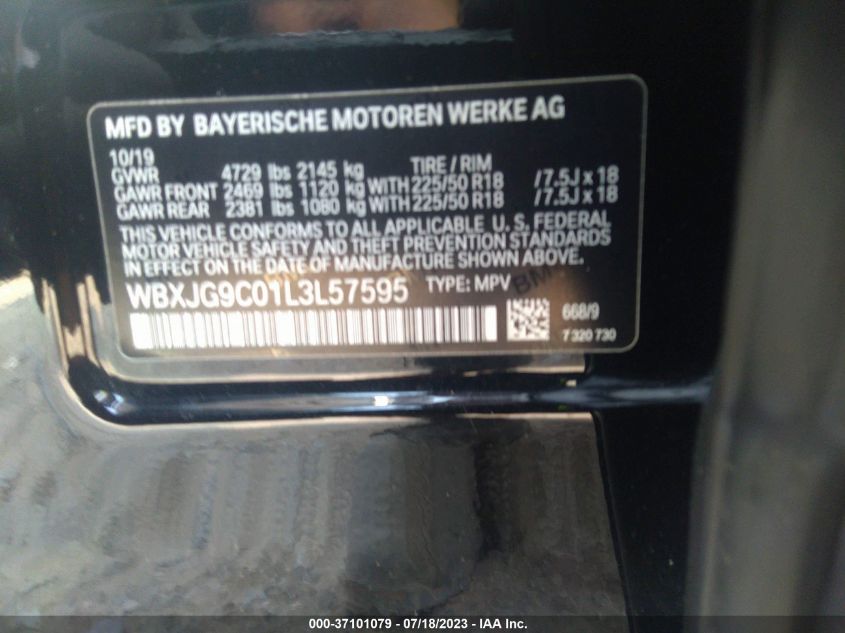 MFD BY BAYERISCHE MOTOREN WERKE AG
10/19 TIRE / RIM
GVWR 4729 lbs 2145 kg
GAWR FRONT 2469 lbs 1120 kg WITH 225/50 R18 /7.5J x 18
GAWR REAR 2381 lbs 1080 kg WITH 225/50 R18 /7.5J x 18
THIS VEHICLE CONFORMS TO ALL APPLICABLE U. S. FEDERAL
MOTOR VEHICLE SAFETY AND THEFT PREVENTION STANDARDS
IN EFFECT ON THE DATE OF MANUFACTURE SHOWN ABOVE.
WBXJG9C01L3L57595 TYPE: MPV
668/9
7 320 730
000-37101079 / 07/18/2023 - IAA Inc.